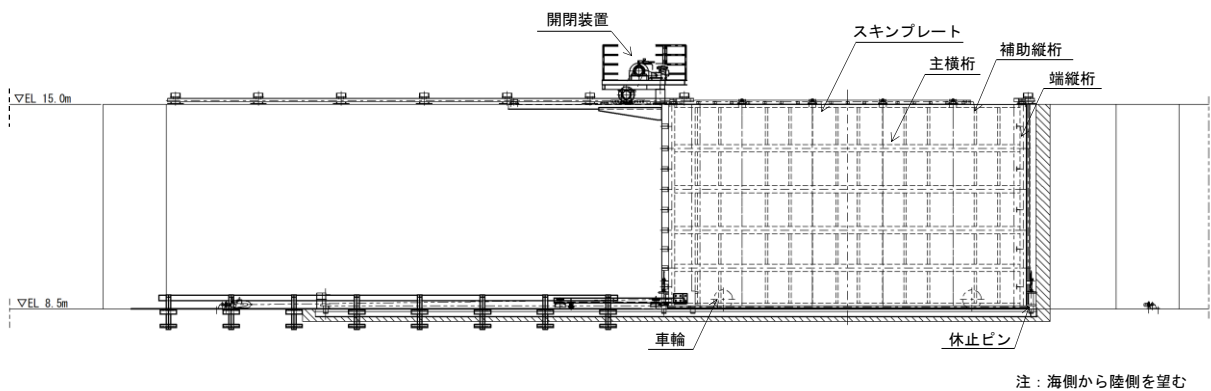 開閉装置
スキンプレート
補助縦桁
主横桁
端縦桁
▽EL 15.0m
▽EL 8.5m
車輪
休止ピン
注：海側から陸側を望む